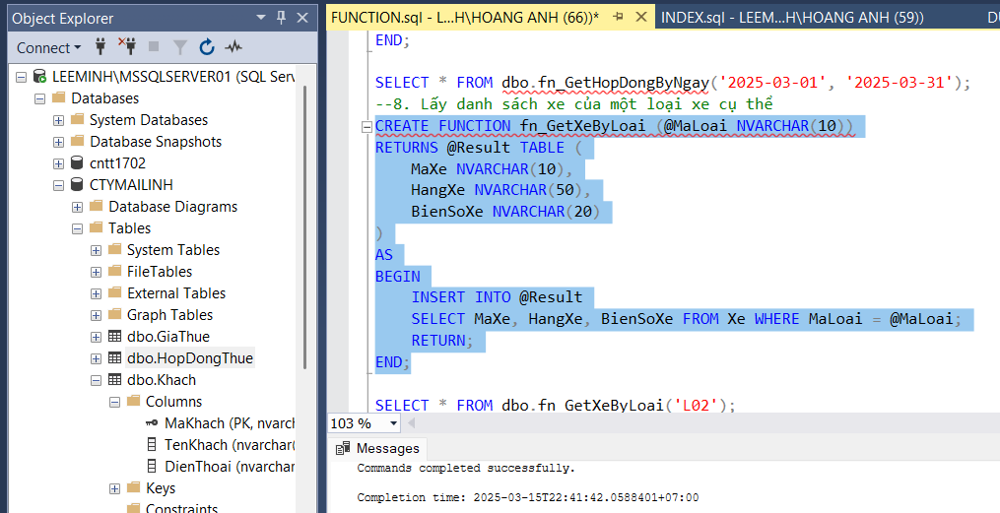 Object Explorer
Connect
LEEMINH\MSSQLSERVER01 (SQL Serv
Databases
System Databases
Database Snapshots
cntt1702
CTYMAILINH
Database Diagrams
Tables
System Tables
FileTables
External Tables
Graph Tables
dbo.GiaThue
dbo.HopDongThue
dbo.Khach
Columns
MaKhach (PK, nvarch
TenKhach (nvarchar(
DienThoai (nvarchar
Keys
Constraints
FUNCTION.sql - L...H\HOANG ANH (66))*
INDEX.sql - LEEM...H\HOANG ANH (59))
DU
END;
SELECT * FROM dbo.fn_GetHopDongByNgay('2025-03-01', '2025-03-31');
--8. Lấy danh sách xe của một loại xe cụ thể
CREATE FUNCTION fn_GetXeByLoai (@MaLoai NVARCHAR(10))
RETURNS @Result TABLE (
MaXe NVARCHAR(10),
HangXe NVARCHAR(50),
BienSoXe NVARCHAR(20)
)
AS
BEGIN
INSERT INTO @Result
SELECT MaXe, HangXe, BienSoXe FROM Xe WHERE MaLoai = @MaLoai;
RETURN;
END;
SELECT * FROM dbo.fn_GetXeByLoai('L02');
103 %
Messages
Commands completed successfully.
Completion time: 2025-03-15T22:41:42.0588401+07:00